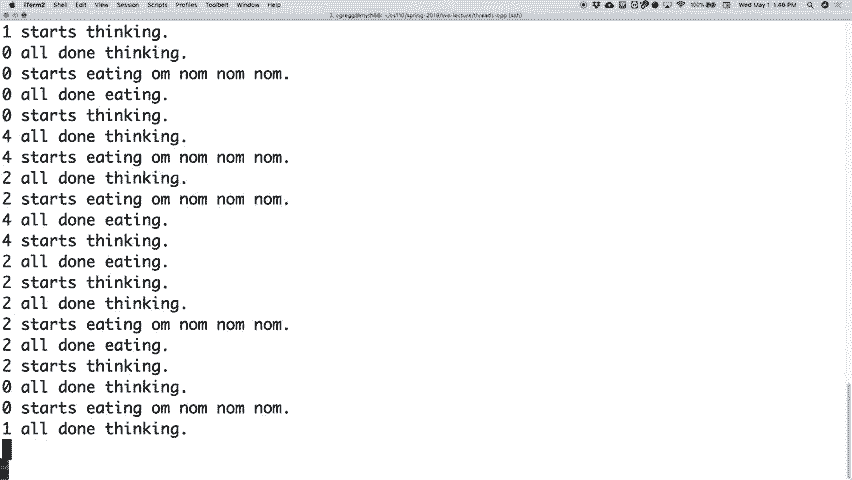 iTerm2 Shell Edit View Session Scripts Profiles Toolbelt Window Help 100% Wed May 1 1:40 PM
1 starts thinking.
0 all done thinking.
0 starts eating om nom nom nom.
0 all done eating.
0 starts thinking.
4 all done thinking.
4 starts eating om nom nom nom.
2 all done thinking.
2 starts eating om nom nom nom.
4 all done eating.
4 starts thinking.
2 all done eating.
2 starts thinking.
2 all done thinking.
2 starts eating om nom nom nom.
2 all done eating.
2 starts thinking.
0 all done thinking.
0 starts eating om nom nom nom.
1 all done thinking.